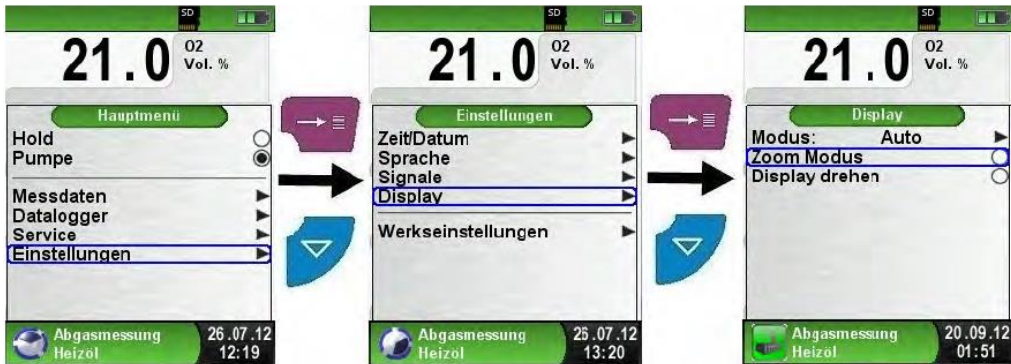 SD
21.0 O2
Vol. %
Hauptmenü
Hold
Pumpe
Messdaten
Datalogger
Service
Einstellungen
Abgasmessung 26.07.12
Heizöl 12:19
SD
21.0 O2
Vol. %
Einstellungen
Zeit/Datum
Sprache
Signale
Display
Werkseinstellungen
Abgasmessung 26.07.12
Heizöl 13:20
SD
21.0 O2
Vol. %
Display
Modus: Auto
Zoom Modus
Display drehen
Abgasmessung 20.09.12
Heizöl 01:51